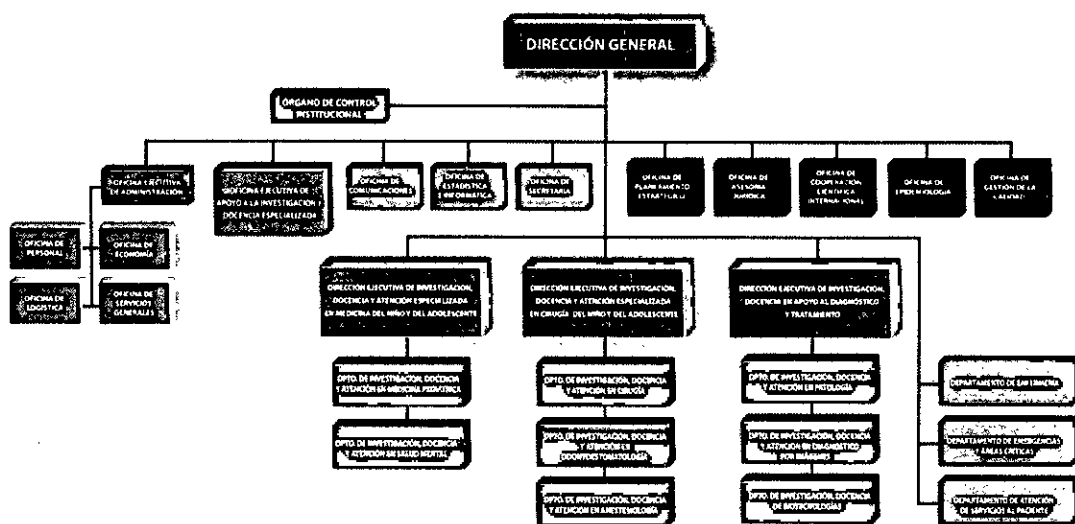 DIRECCIÓN GENERAL
ÓRGANO DE CONTROL
INSTITUCIONAL
OFICINA EJECUTIVA
DE ADMINISTRACIÓN
OFICINA EJECUTIVA DE
APOYO A LA INVESTIGACIÓN Y
DOCENCIA ESPECIALIZADA
OFICINA
DE COMUNICACIONES
OFICINA DE
ESTADÍSTICA
E INFORMÁTICA
OFICINA DE
SECRETARIA
OFICINA DE
PLANEAMIENTO
ESTRATÉGICO
OFICINA DE
ASESORIA
JURÍDICA
OFICINA DE
COOPERACIÓN
CIENTÍFICA
INTERNACIONAL
OFICINA DE
EPIDEMIOLOGÍA
OFICINA DE
GESTIÓN DE LA
CALIDAD
OFICINA DE
PERSONAL
OFICINA DE
ECONOMÍA
OFICINA DE
LOGISTICA
OFICINA DE
SERVICIOS
GENERALES
DIRECCIÓN EJECUTIVA DE INVESTIGACIÓN,
DOCENCIA Y ATENCIÓN ESPECIALIZADA
EN MEDICINA DEL NIÑO Y DEL ADOLESCENTE
DIRECCIÓN EJECUTIVA DE INVESTIGACIÓN,
DOCENCIA Y ATENCIÓN ESPECIALIZADA
EN CIRUGÍA DEL NIÑO Y DEL ADOLESCENTE
DIRECCIÓN EJECUTIVA DE INVESTIGACIÓN,
DOCENCIA EN APOYO AL DIAGNÓSTICO
Y TRATAMIENTO
DPTO. DE INVESTIGACIÓN, DOCENCIA
Y ATENCIÓN EN MEDICINA PEDIÁTRICA
DPTO. DE INVESTIGACIÓN, DOCENCIA
Y ATENCIÓN EN SALUD MENTAL
DPTO. DE INVESTIGACIÓN, DOCENCIA
Y ATENCIÓN EN CIRUGÍA
DPTO. DE INVESTIGACIÓN, DOCENCIA
Y ATENCIÓN EN
ODONTOESTOMATOLOGÍA
DPTO. DE INVESTIGACIÓN, DOCENCIA
Y ATENCIÓN EN ANESTESIOLOGÍA
DPTO. DE INVESTIGACIÓN, DOCENCIA
Y ATENCIÓN EN PATOLOGÍA
DPTO. DE INVESTIGACIÓN, DOCENCIA
Y ATENCIÓN EN DIAGNÓSTICO
POR IMÁGENES
DPTO. DE INVESTIGACIÓN, DOCENCIA
DE BIOTECNOLOGÍAS
DEPARTAMENTO DE ENFERMERIA
DEPARTAMENTO DE EMERGENCIAS
Y ÁREAS CRÍTICAS
DEPARTAMENTO DE ATENCIÓN
DE SERVICIOS AL PACIENTE